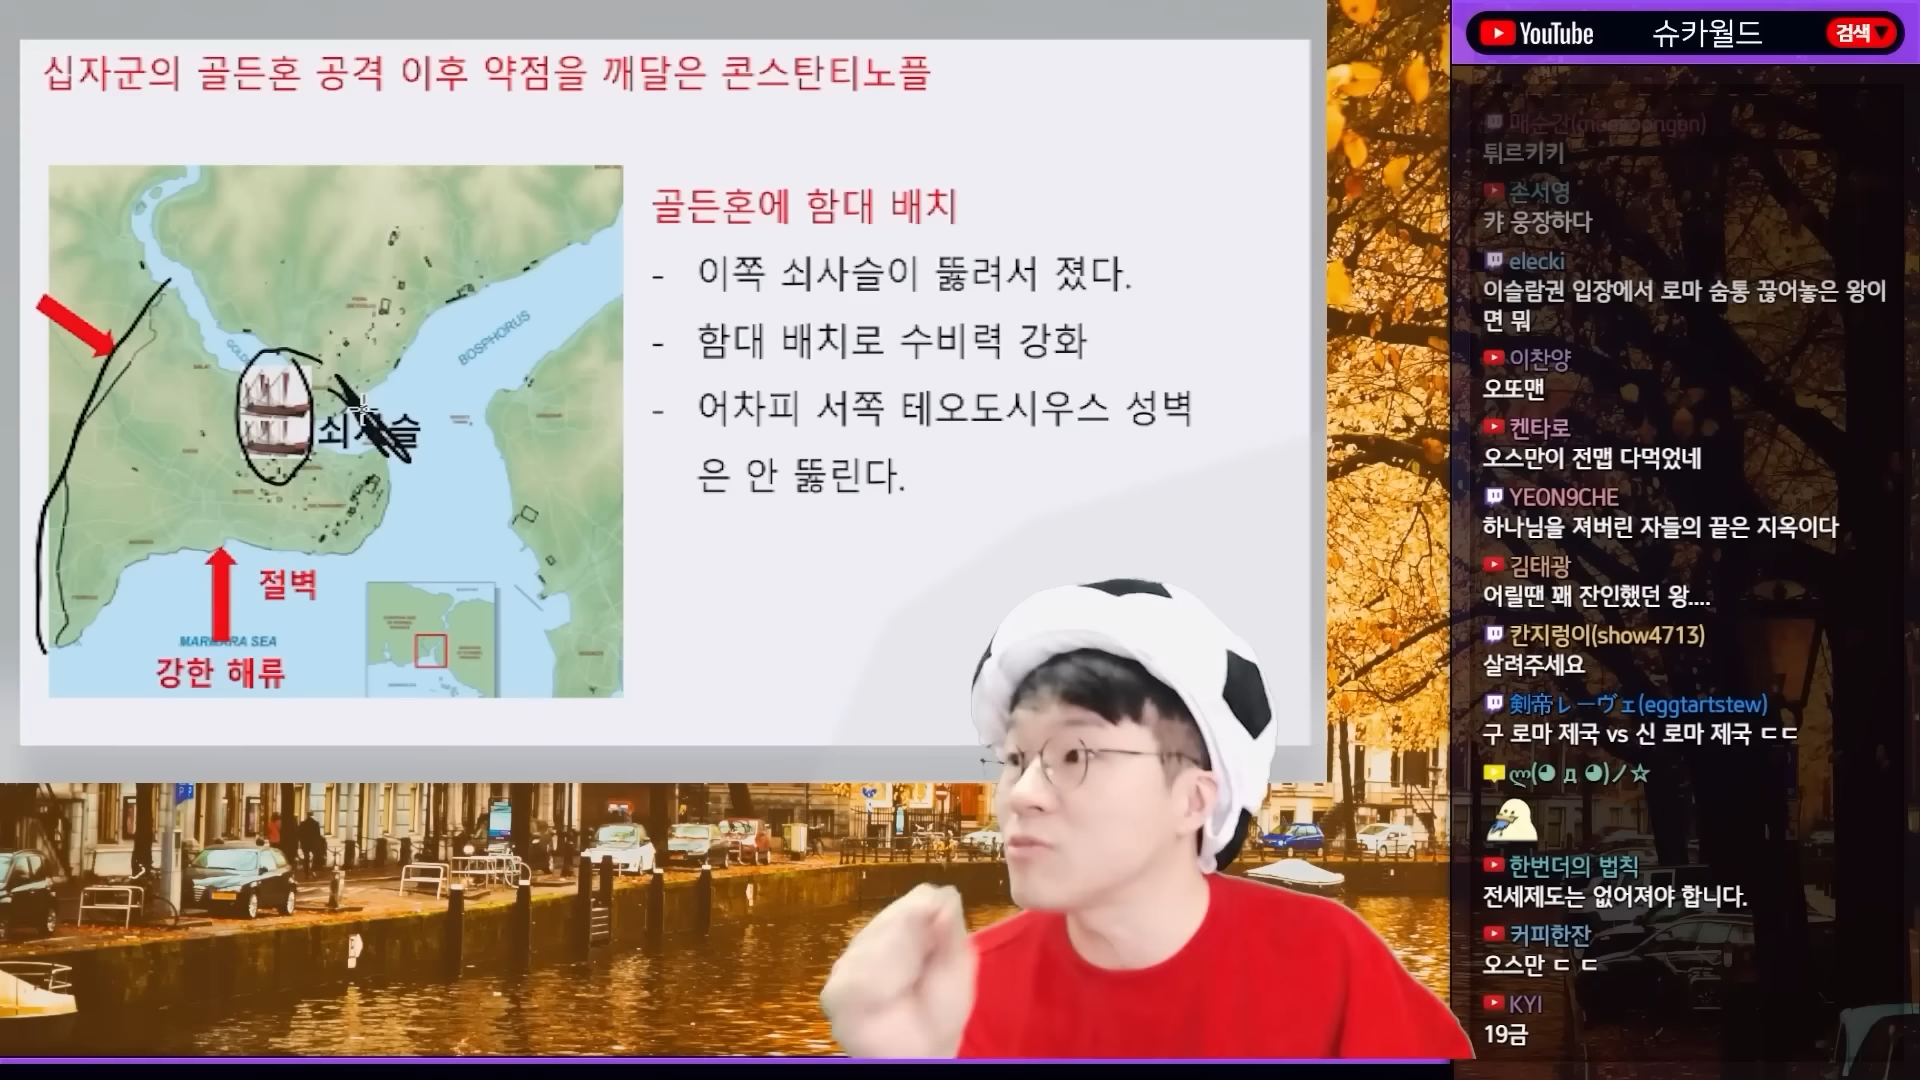 십자군의 골든혼 공격 이후 약점을 깨달은 콘스탄티노플
골든혼에 함대 배치
- 이쪽 쇠사슬이 뚫려서 졌다.
- 함대 배치로 수비력 강화
- 어차피 서쪽 테오도시우스 성벽
은 안 뚫린다.
BOSPHORUS
쇠사슬
절벽
MARMARA SEA
강한 해류
YouTube 슈카월드 검색
튀르키키
손서영
캬 웅장하다
elecki
이슬람권 입장에서 로마 숨통 끊어놓은 왕이
면 뭐
이찬양
오또맨
켄타로
오스만이 전맵 다먹었네
YEON9CHE
하나님을 져버린 자들의 끝은 지옥이다
김태광
어릴땐 꽤 잔인했던 왕....
칸지렁이(show4713)
살려주세요
剣帝レーヴェ(eggtartstew)
구 로마 제국 vs 신 로마 제국 ㄷㄷ
ლ(◕ д ◕)ノ☆
한번더의 법칙
전세제도는 없어져야 합니다.
커피한잔
오스만 ㄷ ㄷ
KYI
19금